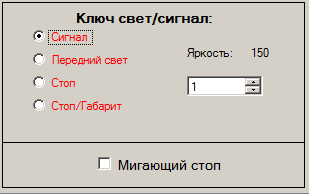 Ключ свет/сигнал:
Сигнал
Передний свет
Яркость: 150
Стоп
1
Стоп/Габарит
Мигающий стоп